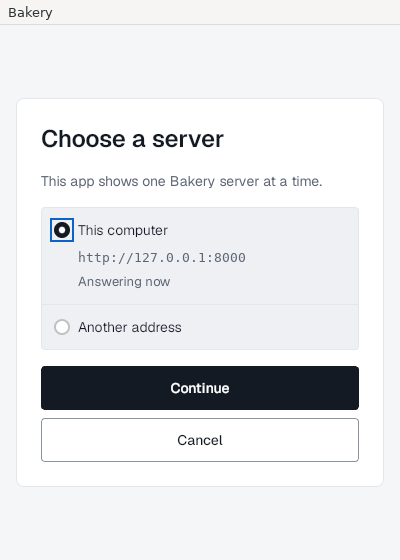 Bakery
Choose a server
This app shows one Bakery server at a time.
This computer
http://127.0.0.1:8000
Answering now
Another address
Continue
Cancel